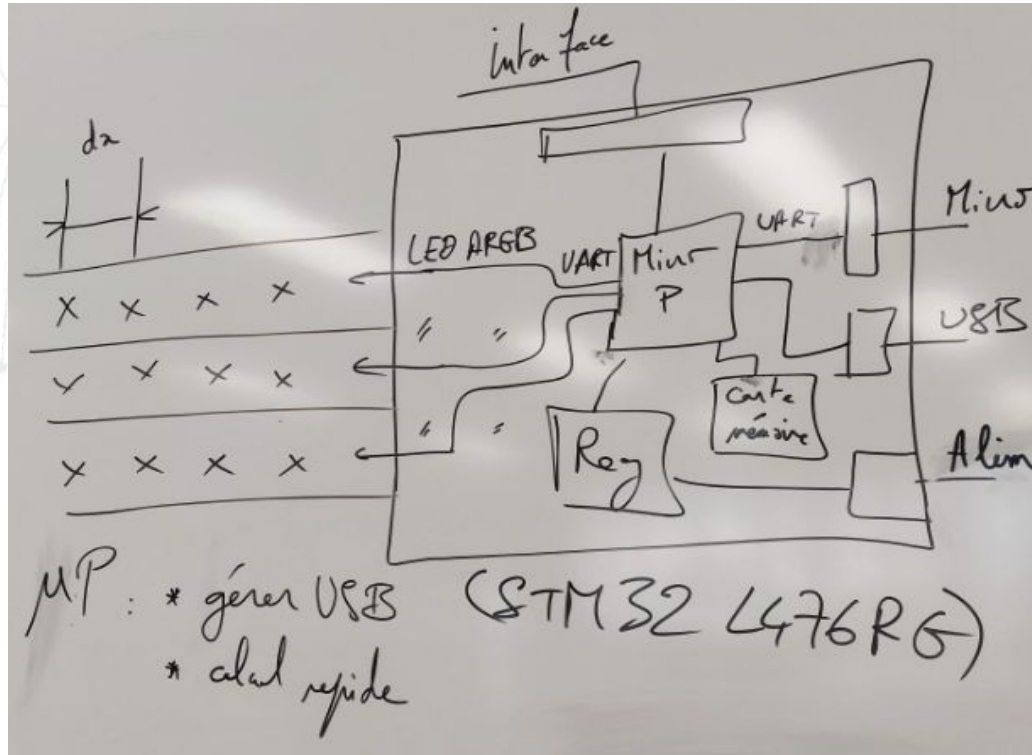 Interface
dx
LED ARGB
UART
Micro
P
UART
Micro
USB
Carte
mémoire
Reg
Alim
µP : * gérer USB (STM32 L476RG)
* calcul rapide